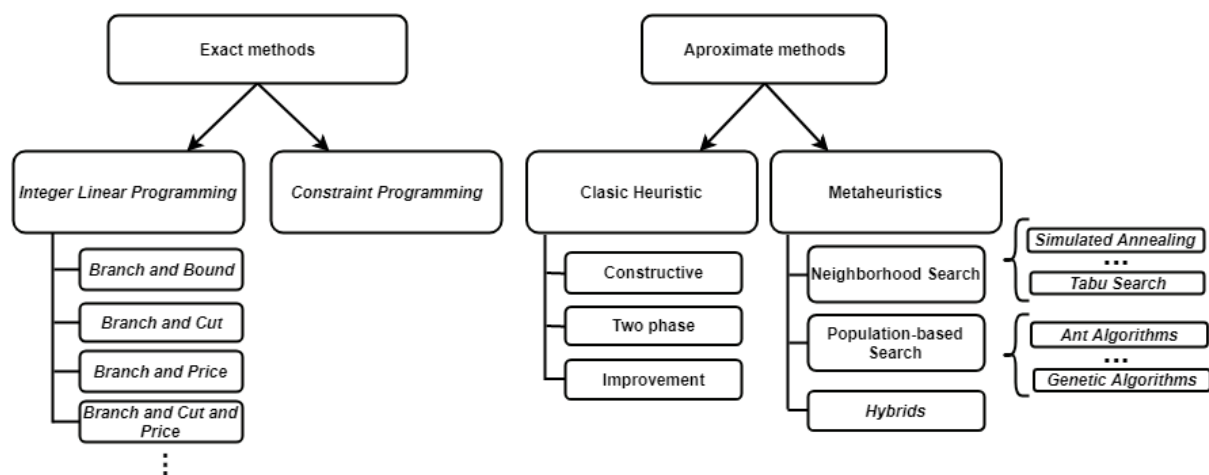 Exact methods
Aproximate methods
Integer Linear Programming
Constraint Programming
Clasic Heuristic
Metaheuristics
Branch and Bound
Branch and Cut
Branch and Price
Branch and Cut and
Price
Constructive
Two phase
Improvement
Neighborhood Search
Population-based
Search
Hybrids
Simulated Annealing
...
Tabu Search
Ant Algorithms
...
Genetic Algorithms